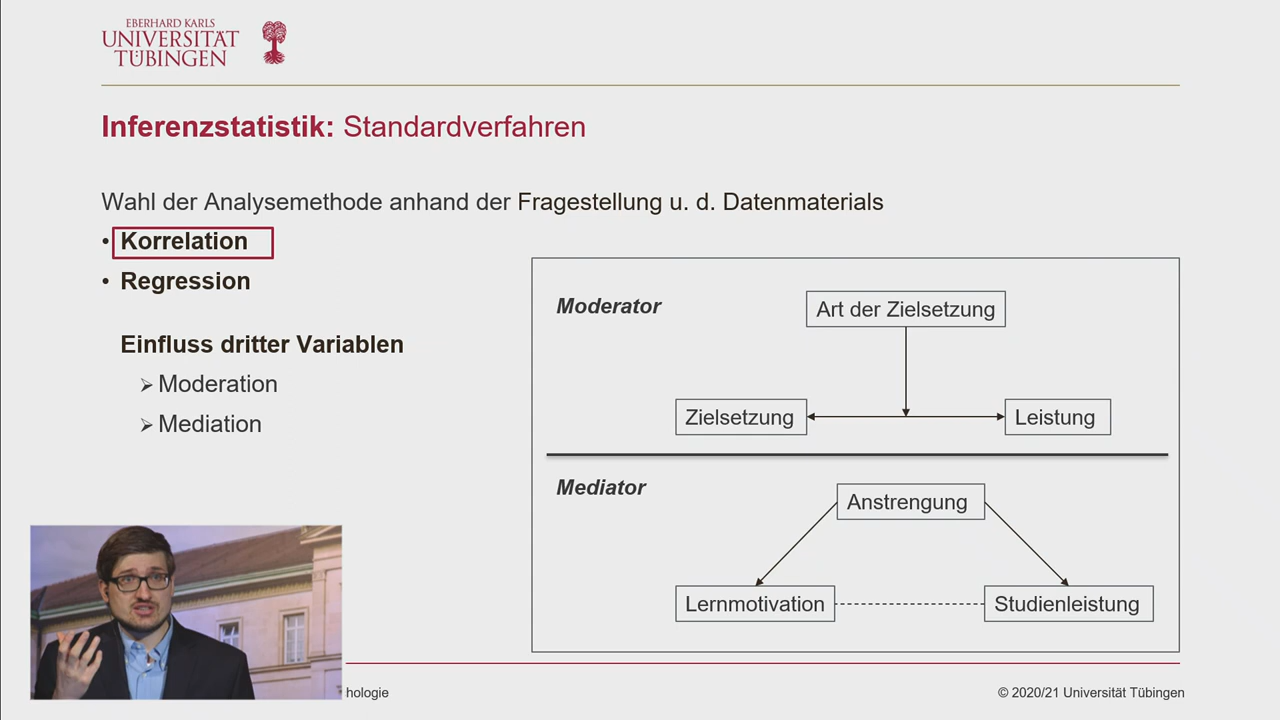 EBERHARD KARLS
UNIVERSITÄT
TÜBINGEN
Inferenzstatistik: Standardverfahren
Wahl der Analysemethode anhand der Fragestellung u. d. Datenmaterials
• Korrelation
• Regression
Einfluss dritter Variablen
➢ Moderation
➢ Mediation
Moderator
Art der Zielsetzung
Zielsetzung
Leistung
Mediator
Anstrengung
Lernmotivation
Studienleistung
hologie
© 2020/21 Universität Tübingen